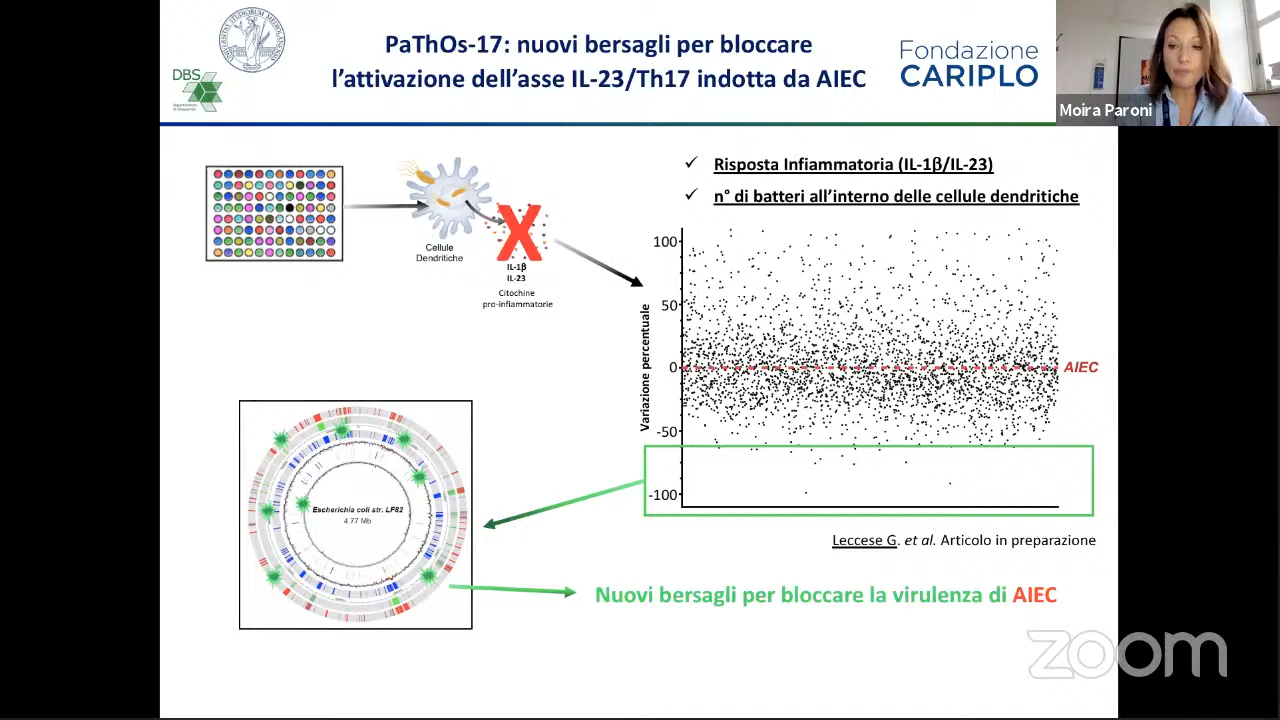 PaThOs-17: nuovi bersagli per bloccare
l'attivazione dell'asse IL-23/Th17 indotta da AIEC
Fondazione
CARIPLO
DBS
Moira Paroni
✓ Risposta Infiammatoria (IL-1β/IL-23)
✓ n° di batteri all'interno delle cellule dendritiche
Cellule
Dendritiche
X
IL-1β
IL-23
Citochine
pro-infiammatorie
Variazione percentuale
100
50
0
-50
-100
AIEC
Escherichia coli str. LF82
4.77 Mb
Leccese G. et al. Articolo in preparazione
Nuovi bersagli per bloccare la virulenza di AIEC
zoom